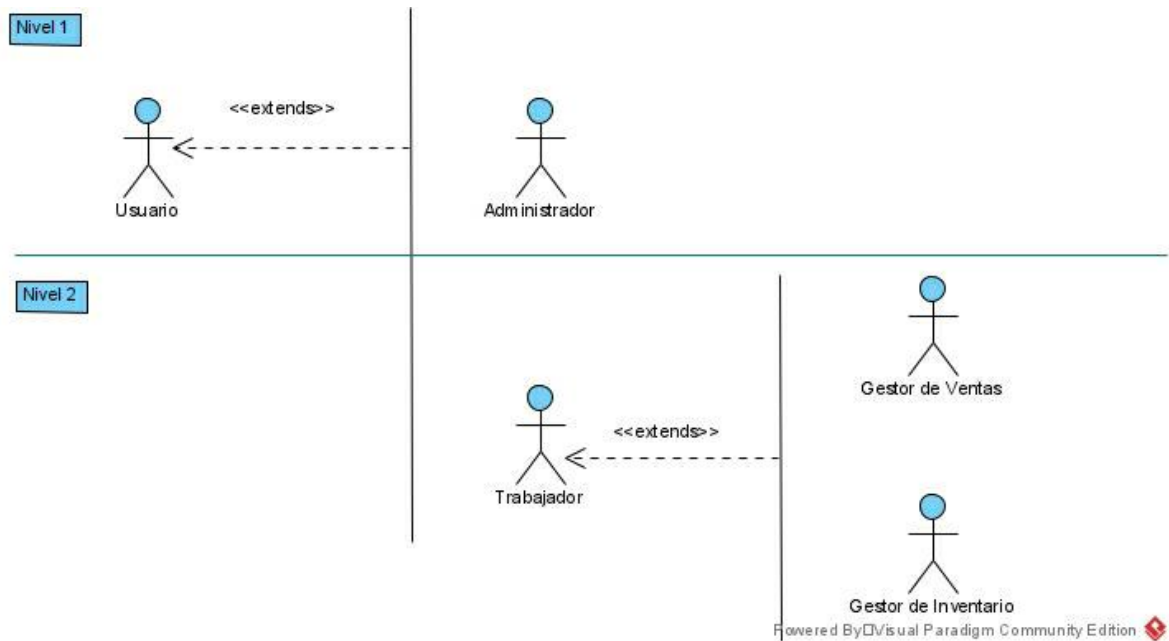 Nivel 1
<<extends>>
Usuario
Administrador
Nivel 2
Gestor de Ventas
<<extends>>
Trabajador
Gestor de Inventario
Powered By□Visual Paradigm Community Edition